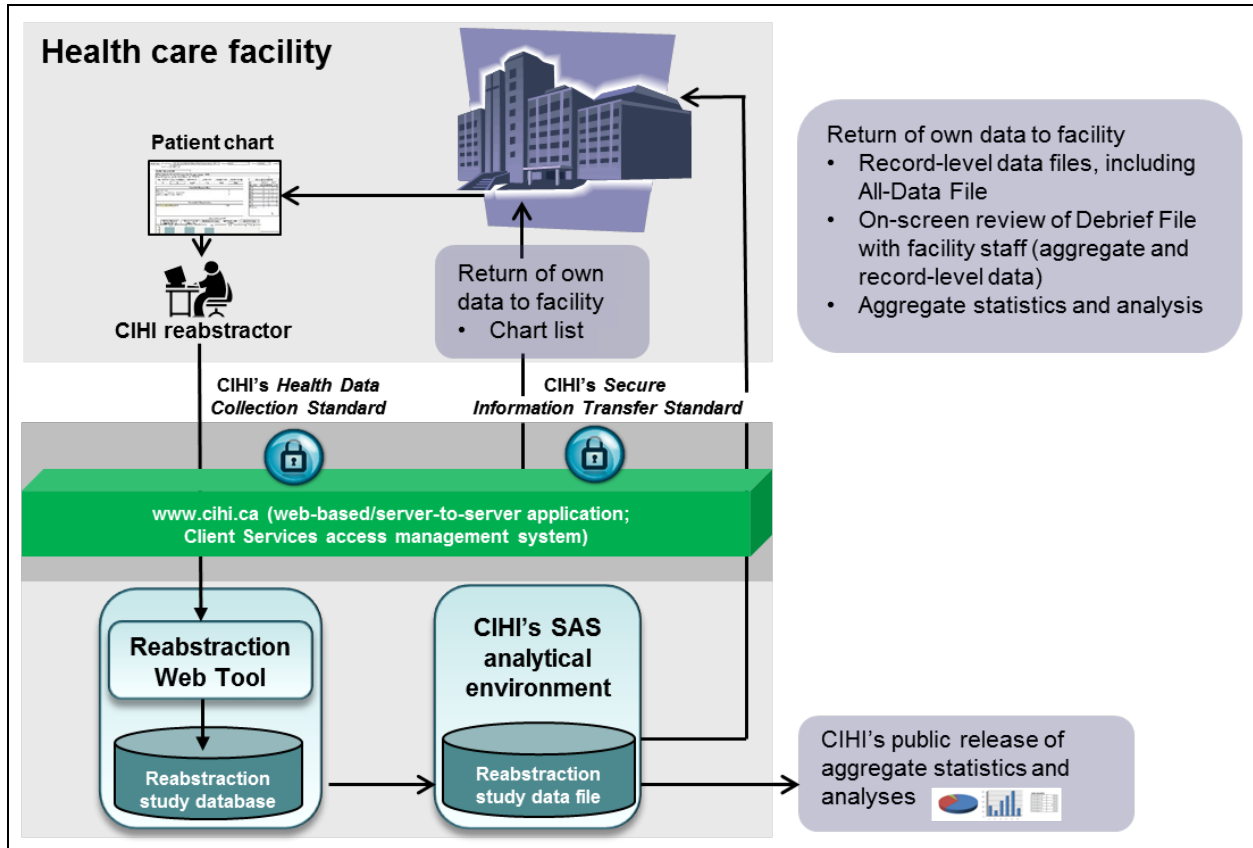 Health care facility
Patient chart
CIHI reabstractor
Return of own
data to facility
• Chart list
Return of own data to facility
• Record-level data files, including
All-Data File
• On-screen review of Debrief File
with facility staff (aggregate and
record-level data)
• Aggregate statistics and analysis
CIHI's Health Data
Collection Standard
CIHI's Secure
Information Transfer Standard
www.cihi.ca (web-based/server-to-server application;
Client Services access management system)
Reabstraction
Web Tool
Reabstraction
study database
CIHI's SAS
analytical
environment
Reabstraction
study data file
CIHI's public release of
aggregate statistics and
analyses